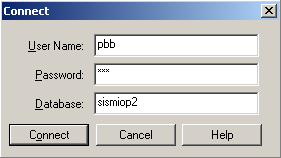 Connect
User Name: pbb
Password: ***
Database: sismiop2
Connect Cancel Help